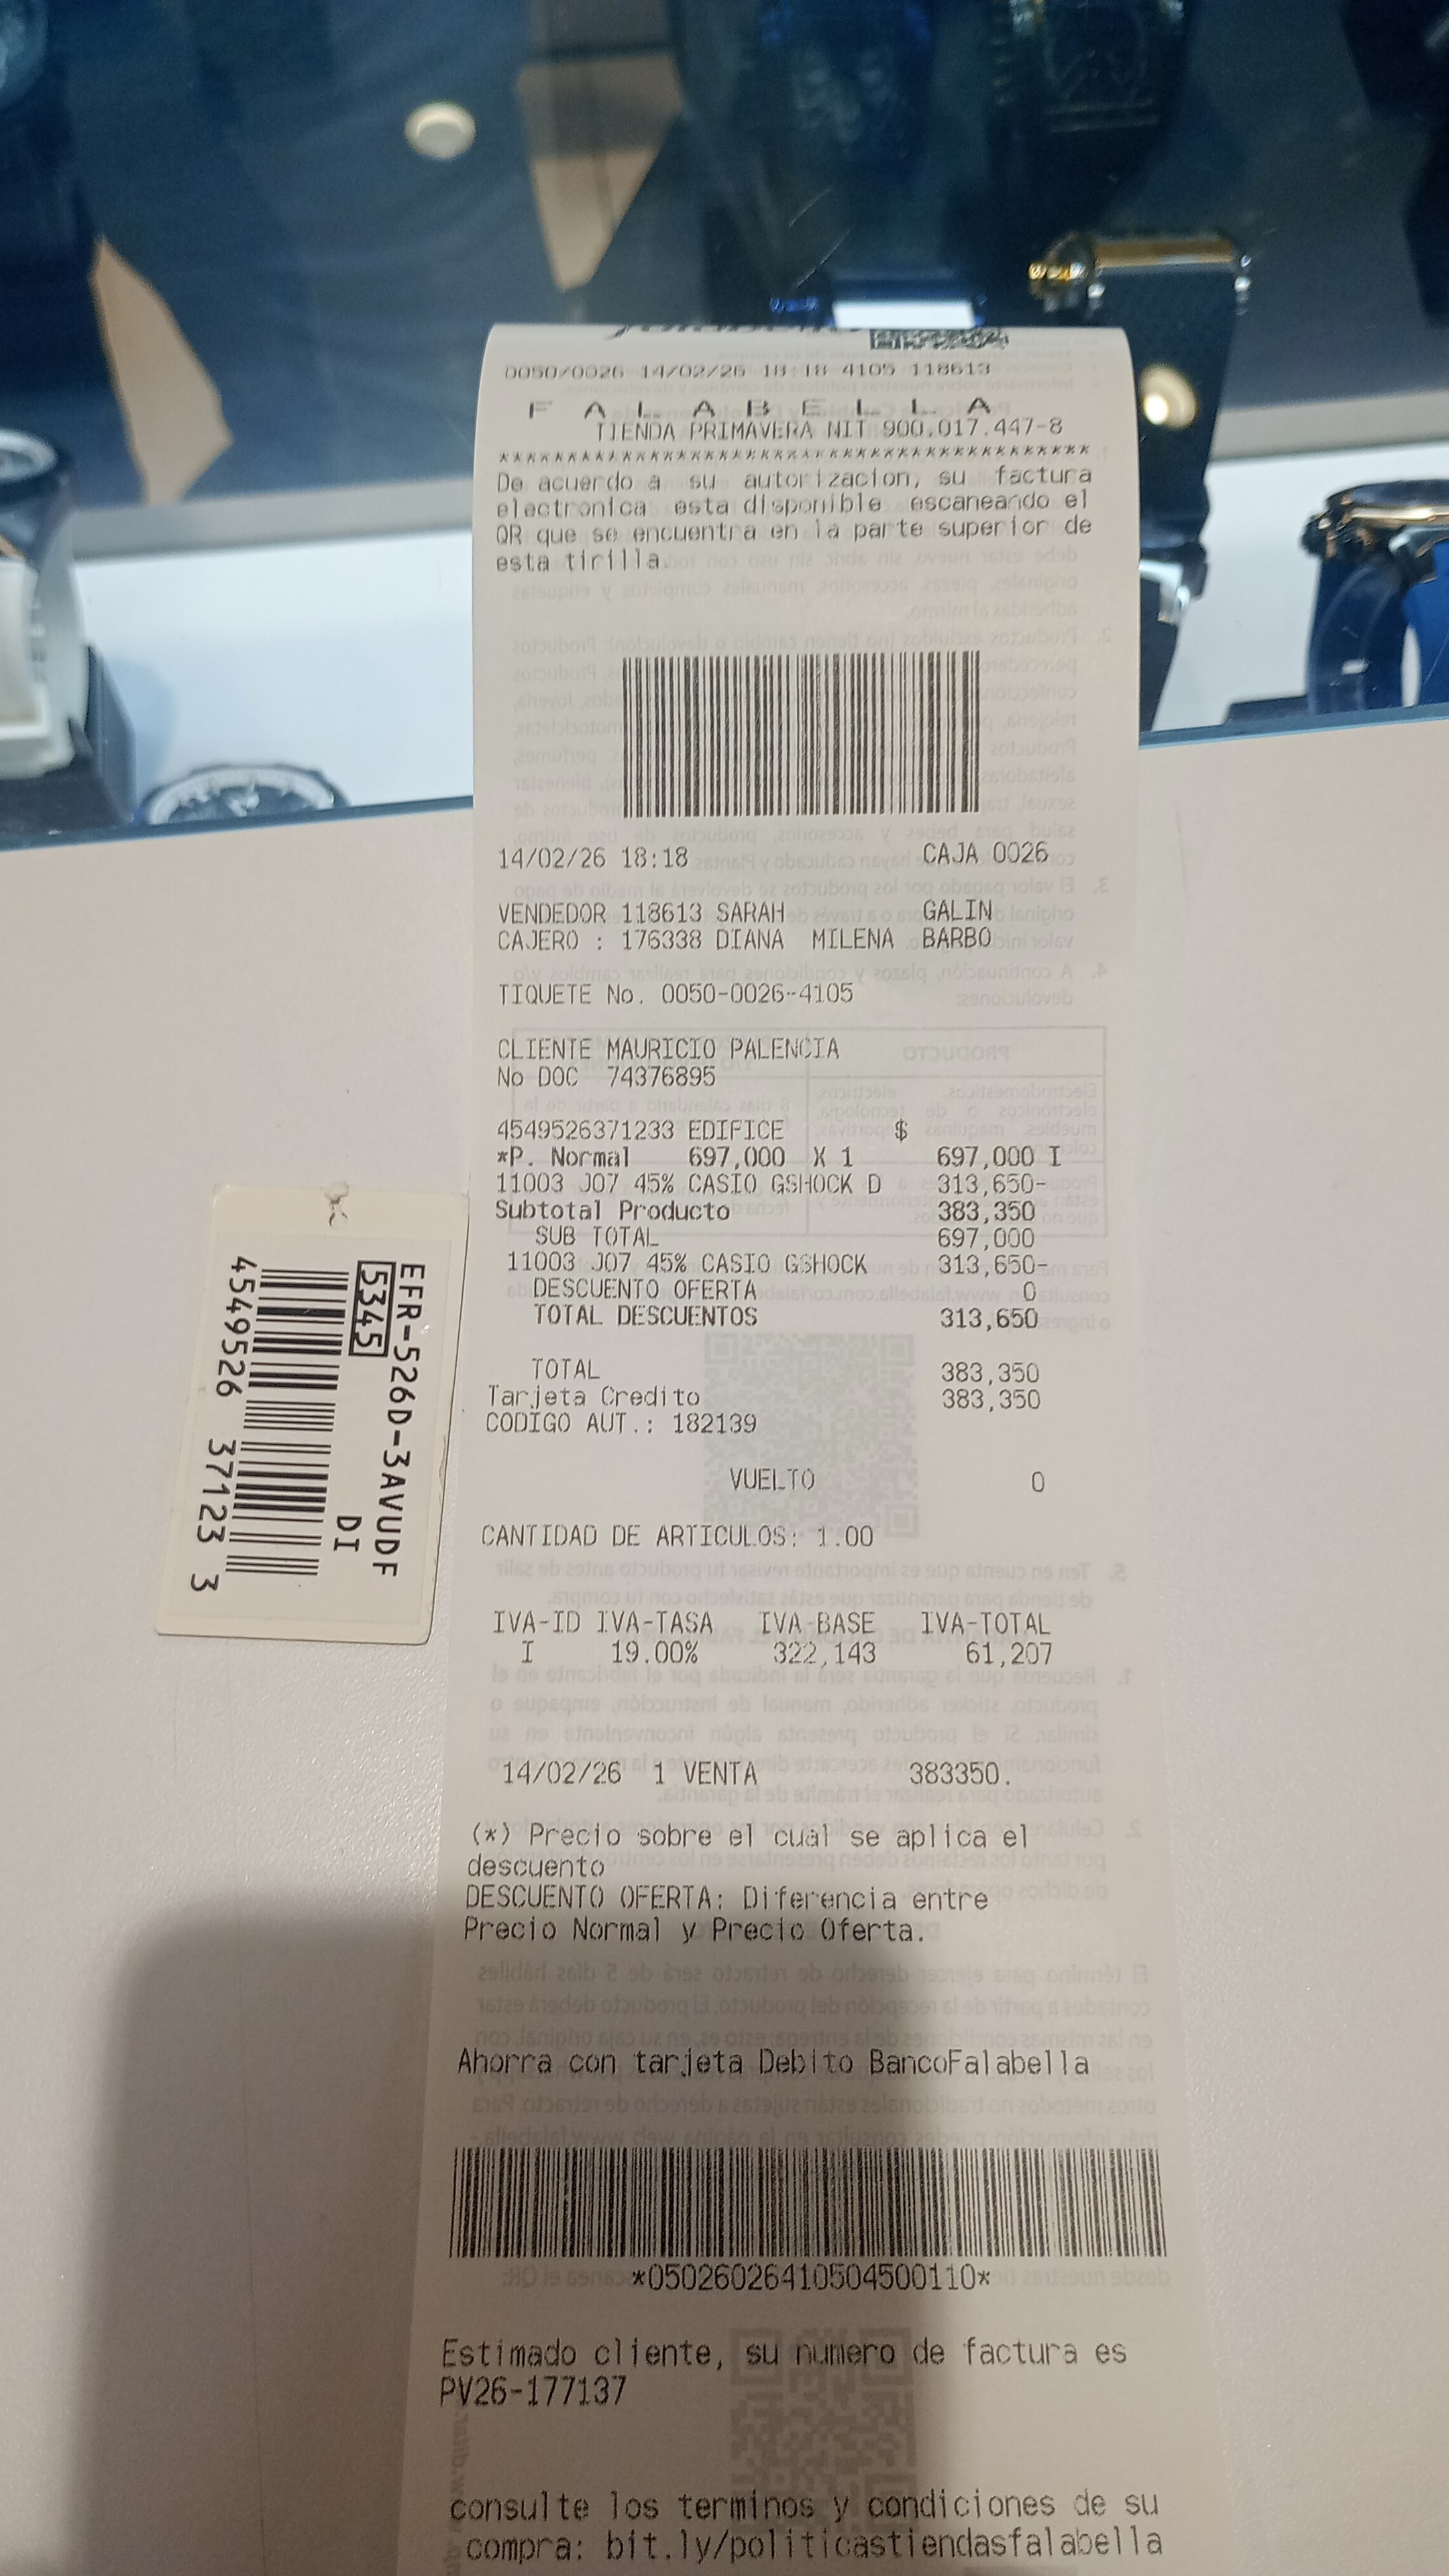 0050/0026 14/02/26 18:18 4105 118613
F A L A B E L L A
TIENDA PRIMAVERA NIT 900.017.447-8
****************************************
De acuerdo a su autorizacion, su factura
electronica esta disponible escaneando el
QR que se encuentra en la parte superior de
esta tirilla.
14/02/26 18:18 CAJA 0026
VENDEDOR 118613 SARAH GALIN
CAJERO : 176338 DIANA MILENA BARBO
TIQUETE No. 0050-0026-4105
CLIENTE MAURICIO PALENCIA
No DOC 74376895
4549526371233 EDIFICE $
*P. Normal 697,000 X 1 697,000 I
11003 J07 45% CASIO GSHOCK D 313,650-
Subtotal Producto 383,350
SUB TOTAL 697,000
11003 J07 45% CASIO GSHOCK 313,650-
DESCUENTO OFERTA 0
TOTAL DESCUENTOS 313,650
TOTAL 383,350
Tarjeta Credito 383,350
CODIGO AUT.: 182139
VUELTO 0
CANTIDAD DE ARTICULOS: 1.00
IVA-ID IVA-TASA IVA-BASE IVA-TOTAL
I 19.00% 322,143 61,207
14/02/26 1 VENTA 383350.
(*) Precio sobre el cual se aplica el
descuento
DESCUENTO OFERTA: Diferencia entre
Precio Normal y Precio Oferta.
Ahorra con tarjeta Debito BancoFalabella
*05026026410504500110*
Estimado cliente, su numero de factura es
PV26-177137
consulte los terminos y condiciones de su
compra: bit.ly/politicastiendasfalabella
EFR-526D-3AVUDF
5345 DI
4549526 37123 3